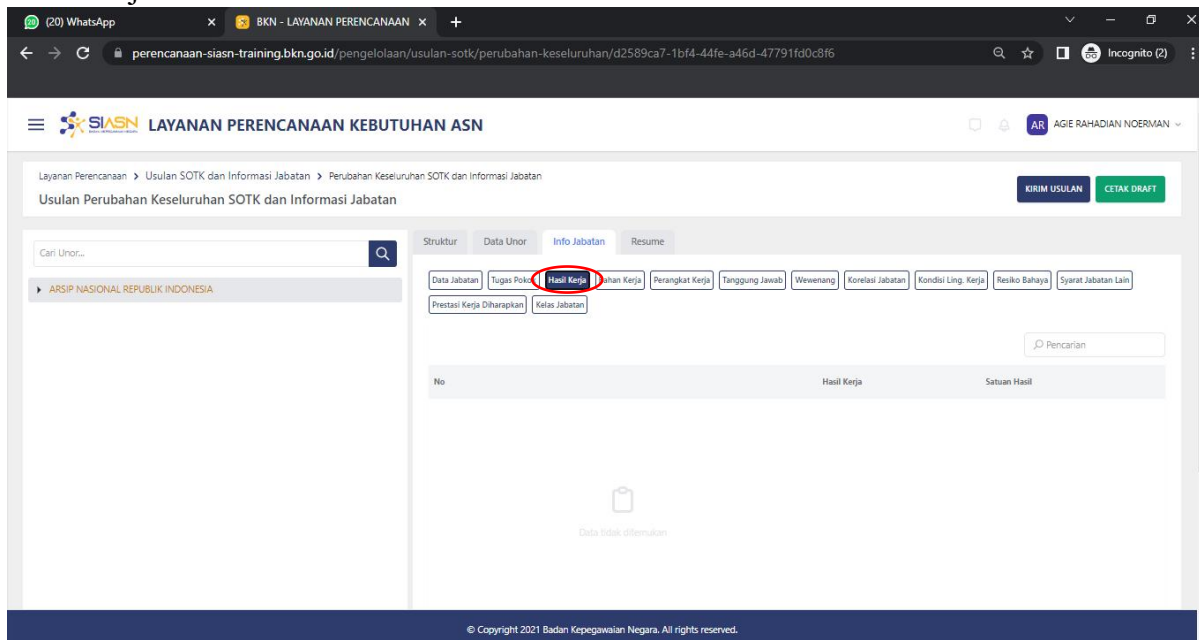 (20) WhatsApp
BKN - LAYANAN PERENCANAAN
perencanaan-siasn-training.bkn.go.id/pengelolaan/usulan-sotk/perubahan-keseluruhan/d2589ca7-1bf4-44fe-a46d-47791fd0c8f6
Incognito (2)
SIASN LAYANAN PERENCANAAN KEBUTUHAN ASN
AR AGIE RAHADIAN NOERMAN
Layanan Perencanaan > Usulan SOTK dan Informasi Jabatan > Perubahan Keseluruhan SOTK dan Informasi Jabatan
Usulan Perubahan Keseluruhan SOTK dan Informasi Jabatan
KIRIM USULAN CETAK DRAFT
Cari Unor...
ARSIP NASIONAL REPUBLIK INDONESIA
Struktur Data Unor Info Jabatan Resume
Data Jabatan Tugas Pokok Hasil Kerja Bahan Kerja Perangkat Kerja Tanggung Jawab Wewenang Korelasi Jabatan Kondisi Ling. Kerja Resiko Bahaya Syarat Jabatan Lain
Prestasi Kerja Diharapkan Kelas Jabatan
Pencarian
No Hasil Kerja Satuan Hasil
Data tidak ditemukan
© Copyright 2021 Badan Kepegawaian Negara. All rights reserved.